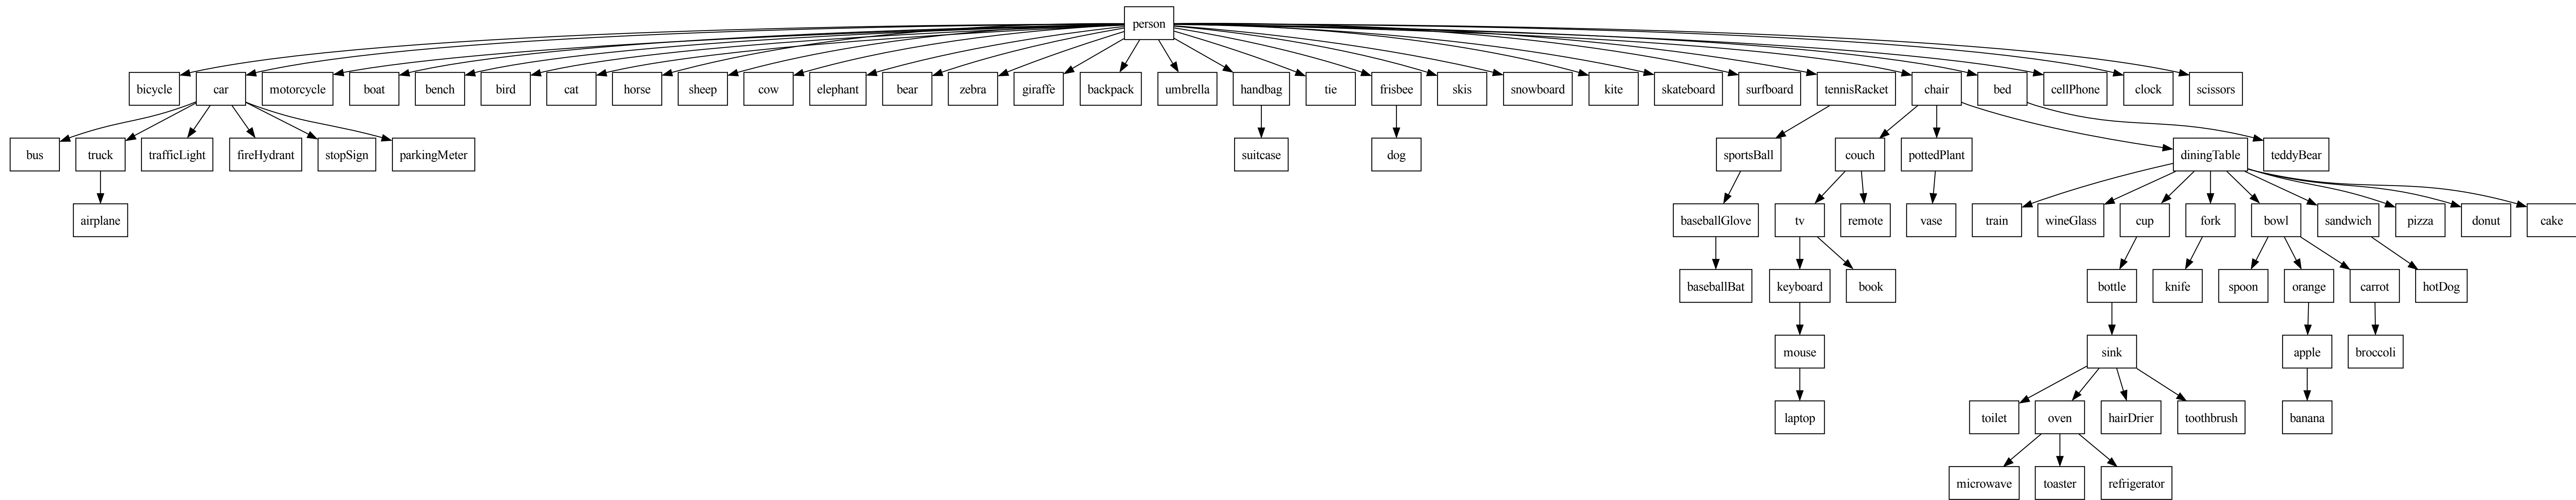 person
bicycle
car
motorcycle
boat
bench
bird
cat
horse
sheep
cow
elephant
bear
zebra
giraffe
backpack
umbrella
handbag
tie
frisbee
skis
snowboard
kite
skateboard
surfboard
tennisRacket
chair
bed
cellPhone
clock
scissors
bus
truck
trafficLight
fireHydrant
stopSign
parkingMeter
suitcase
dog
sportsBall
couch
pottedPlant
diningTable
teddyBear
airplane
baseballGlove
tv
remote
vase
train
wineGlass
cup
fork
bowl
sandwich
pizza
donut
cake
baseballBat
keyboard
book
bottle
knife
spoon
orange
carrot
hotDog
mouse
sink
apple
broccoli
laptop
toilet
oven
hairDrier
toothbrush
banana
microwave
toaster
refrigerator